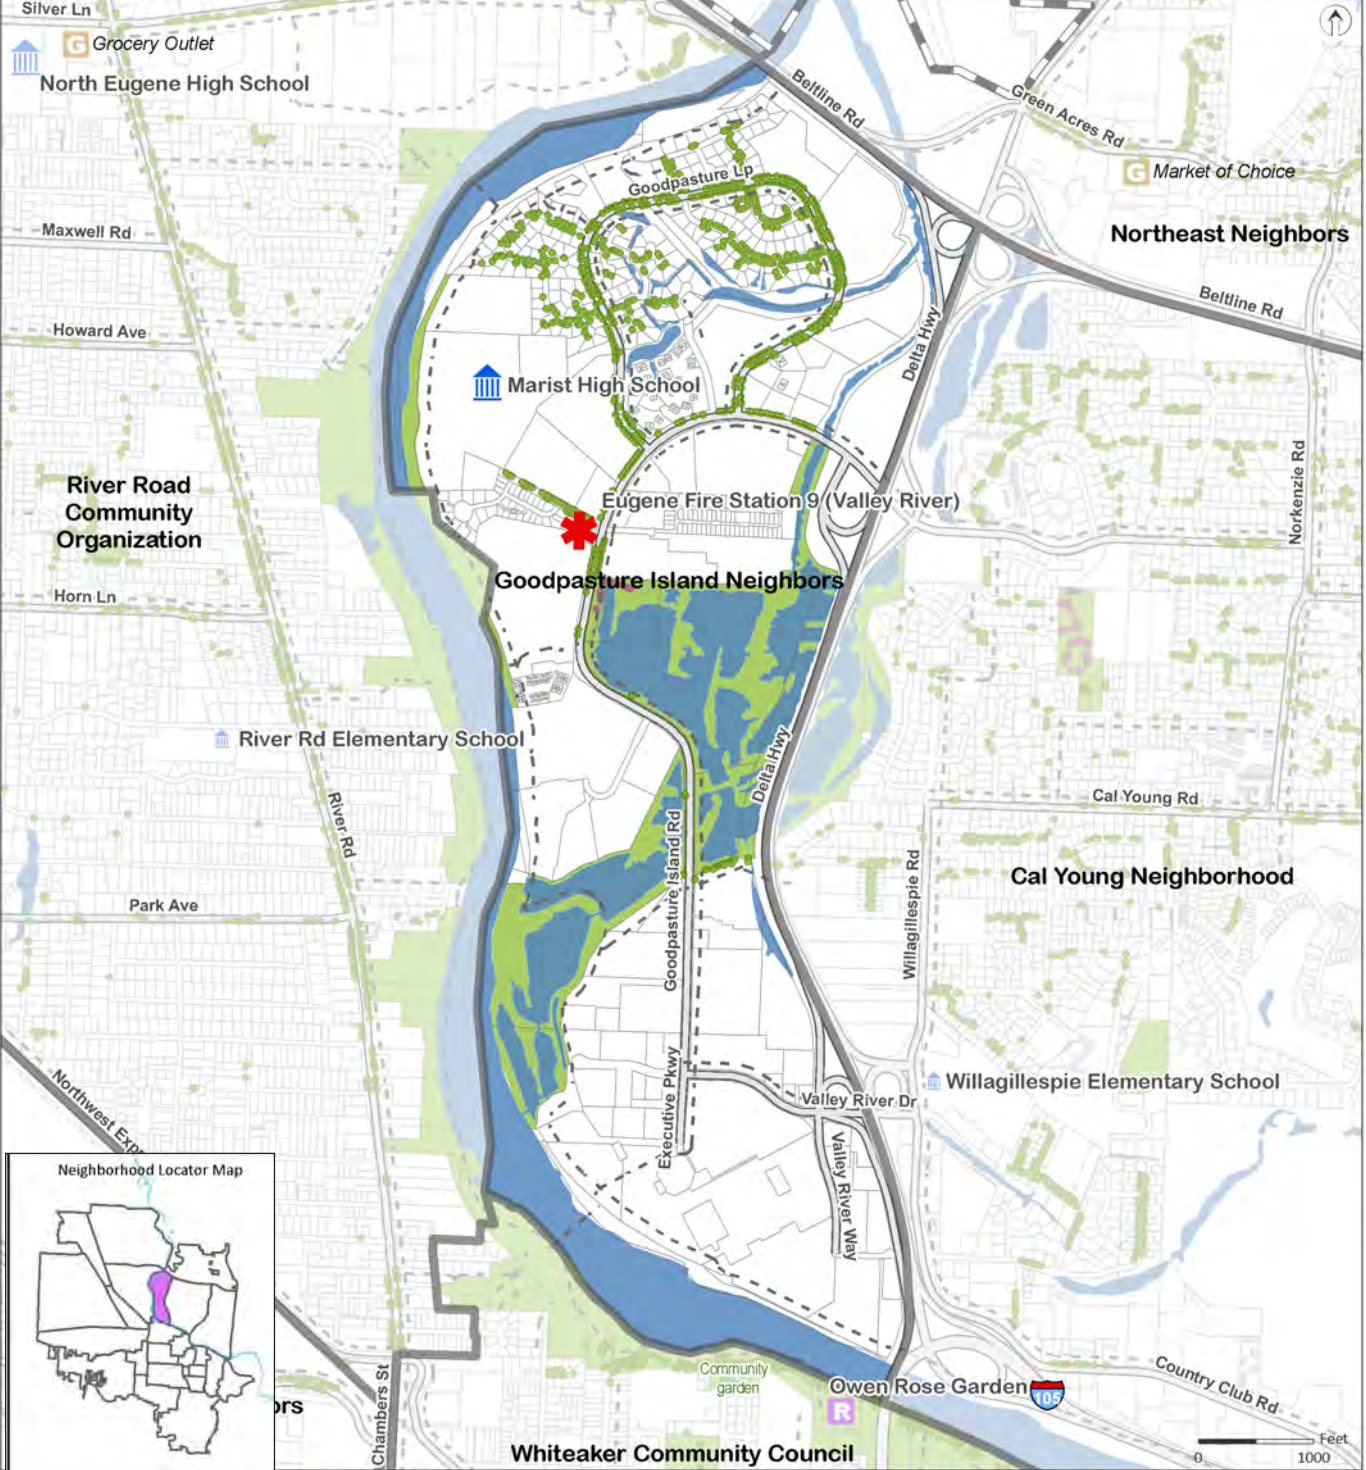 Silver Ln
G Grocery Outlet
North Eugene High School
Beltline Rd
Green Acres Rd
G Market of Choice
Goodpasture Lp
Maxwell Rd
Northeast Neighbors
Beltline Rd
Howard Ave
Delta Hwy
Marist High School
River Road
Community
Organization
Norkenzie Rd
Eugene Fire Station 9 (Valley River)
Goodpasture Island Neighbors
Horn Ln
River Rd Elementary School
Delta Hwy
River Rd
Cal Young Rd
Goodpasture Island Rd
Willagillespie Rd
Cal Young Neighborhood
Park Ave
Executive Pkwy
Northwest Exp
Willagillespie Elementary School
Valley River Dr
Valley River Way
Neighborhood Locator Map
ors
Chambers St
Community
garden
Owen Rose Garden
105
R
Country Club Rd
Whiteaker Community Council
Feet
0 1000